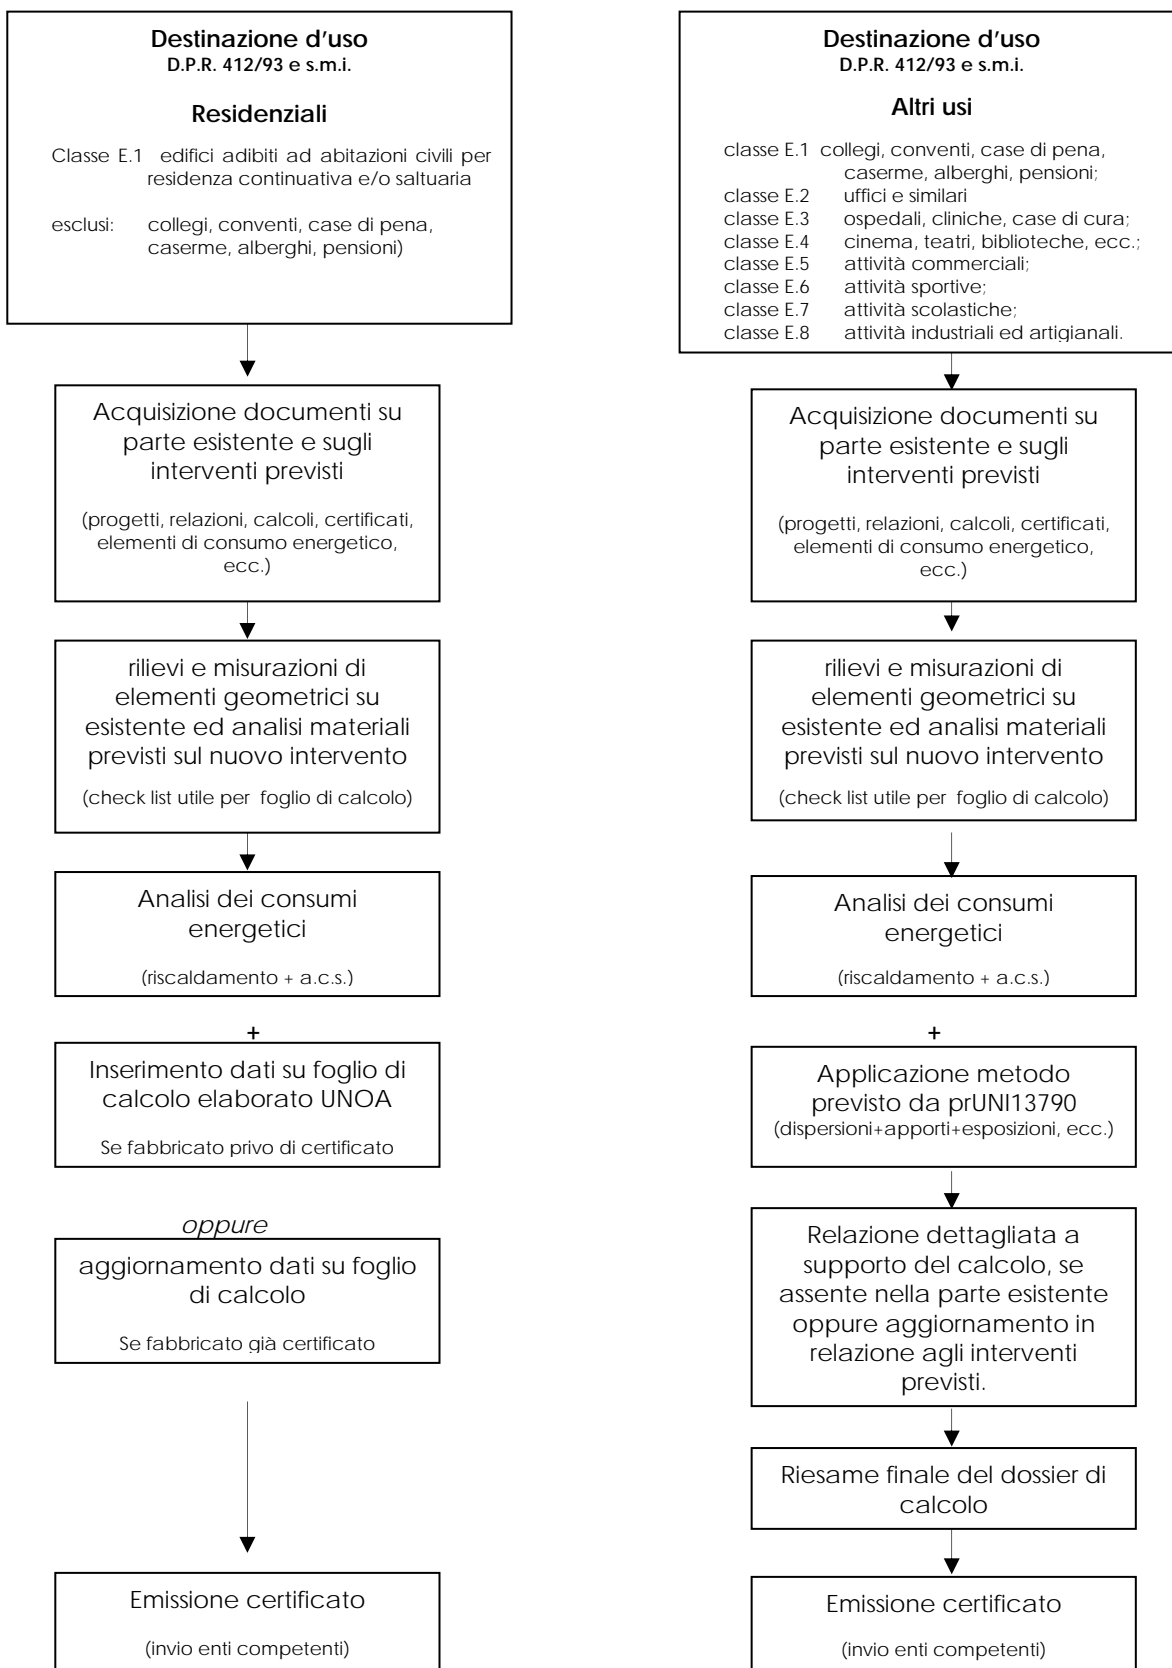 Destinazione d'uso
D.P.R. 412/93 e s.m.i.
Residenziali
Classe E.1 edifici adibiti ad abitazioni civili per
residenza continuativa e/o saltuaria
esclusi: collegi, conventi, case di pena,
caserme, alberghi, pensioni)
Acquisizione documenti su
parte esistente e sugli
interventi previsti
(progetti, relazioni, calcoli, certificati,
elementi di consumo energetico,
ecc.)
rilievi e misurazioni di
elementi geometrici su
esistente ed analisi materiali
previsti sul nuovo intervento
(check list utile per foglio di calcolo)
Analisi dei consumi
energetici
(riscaldamento + a.c.s.)
+
Inserimento dati su foglio di
calcolo elaborato UNOA
Se fabbricato privo di certificato
oppure
aggiornamento dati su foglio
di calcolo
Se fabbricato già certificato
Emissione certificato
(invio enti competenti)
Destinazione d'uso
D.P.R. 412/93 e s.m.i.
Altri usi
classe E.1 collegi, conventi, case di pena,
caserme, alberghi, pensioni;
classe E.2 uffici e similari
classe E.3 ospedali, cliniche, case di cura;
classe E.4 cinema, teatri, biblioteche, ecc.;
classe E.5 attività commerciali;
classe E.6 attività sportive;
classe E.7 attività scolastiche;
classe E.8 attività industriali ed artigianali.
Acquisizione documenti su
parte esistente e sugli
interventi previsti
(progetti, relazioni, calcoli, certificati,
elementi di consumo energetico,
ecc.)
rilievi e misurazioni di
elementi geometrici su
esistente ed analisi materiali
previsti sul nuovo intervento
(check list utile per foglio di calcolo)
Analisi dei consumi
energetici
(riscaldamento + a.c.s.)
+
Applicazione metodo
previsto da prUNI13790
(dispersioni+apporti+esposizioni, ecc.)
Relazione dettagliata a
supporto del calcolo, se
assente nella parte esistente
oppure aggiornamento in
relazione agli interventi
previsti.
Riesame finale del dossier di
calcolo
Emissione certificato
(invio enti competenti)